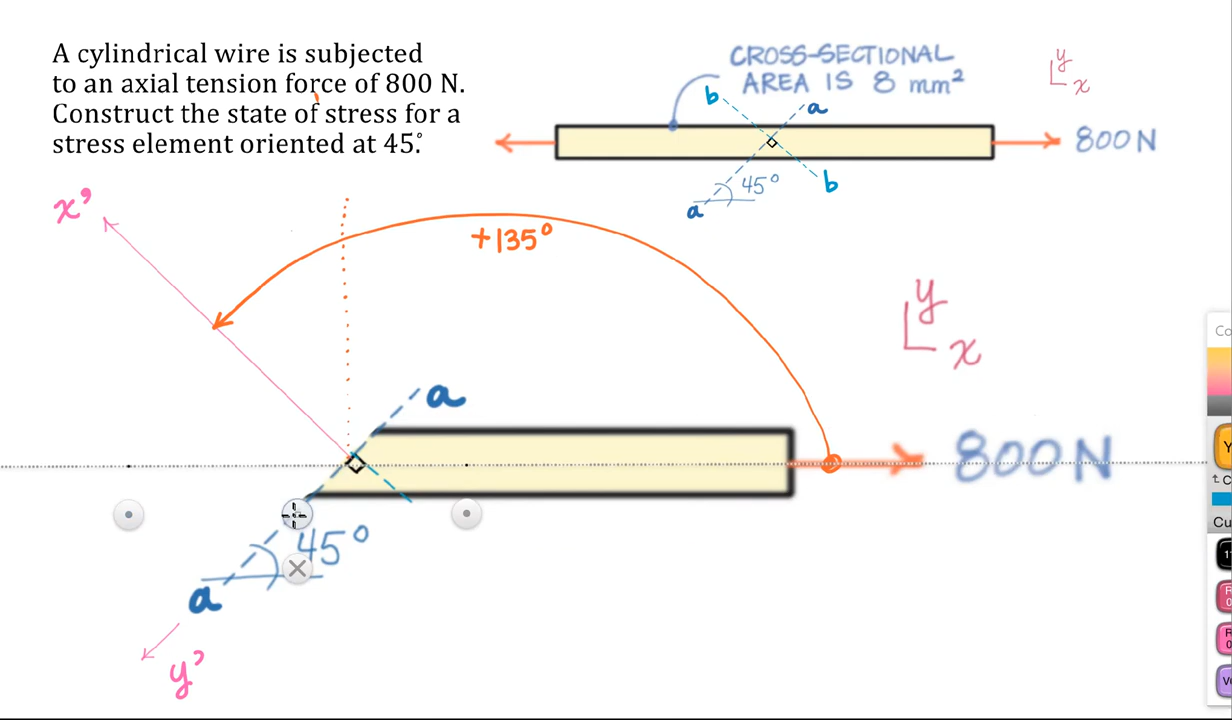 A cylindrical wire is subjected
to an axial tension force of 800 N.
Construct the state of stress for a
stress element oriented at 45°.
CROSS-SECTIONAL
AREA IS 8 mm²
y
x
b
a
800N
45°
b
a
x'
+135°
y
x
a
800N
45°
a
y'